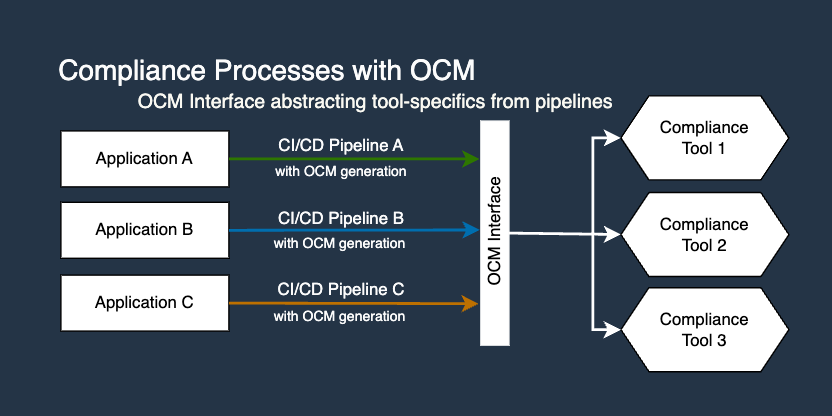 Compliance Processes with OCM
OCM Interface abstracting tool-specifics from pipelines
Application A
CI/CD Pipeline A
with OCM generation
Application B
CI/CD Pipeline B
with OCM generation
Application C
CI/CD Pipeline C
with OCM generation
OCM Interface
Compliance
Tool 1
Compliance
Tool 2
Compliance
Tool 3